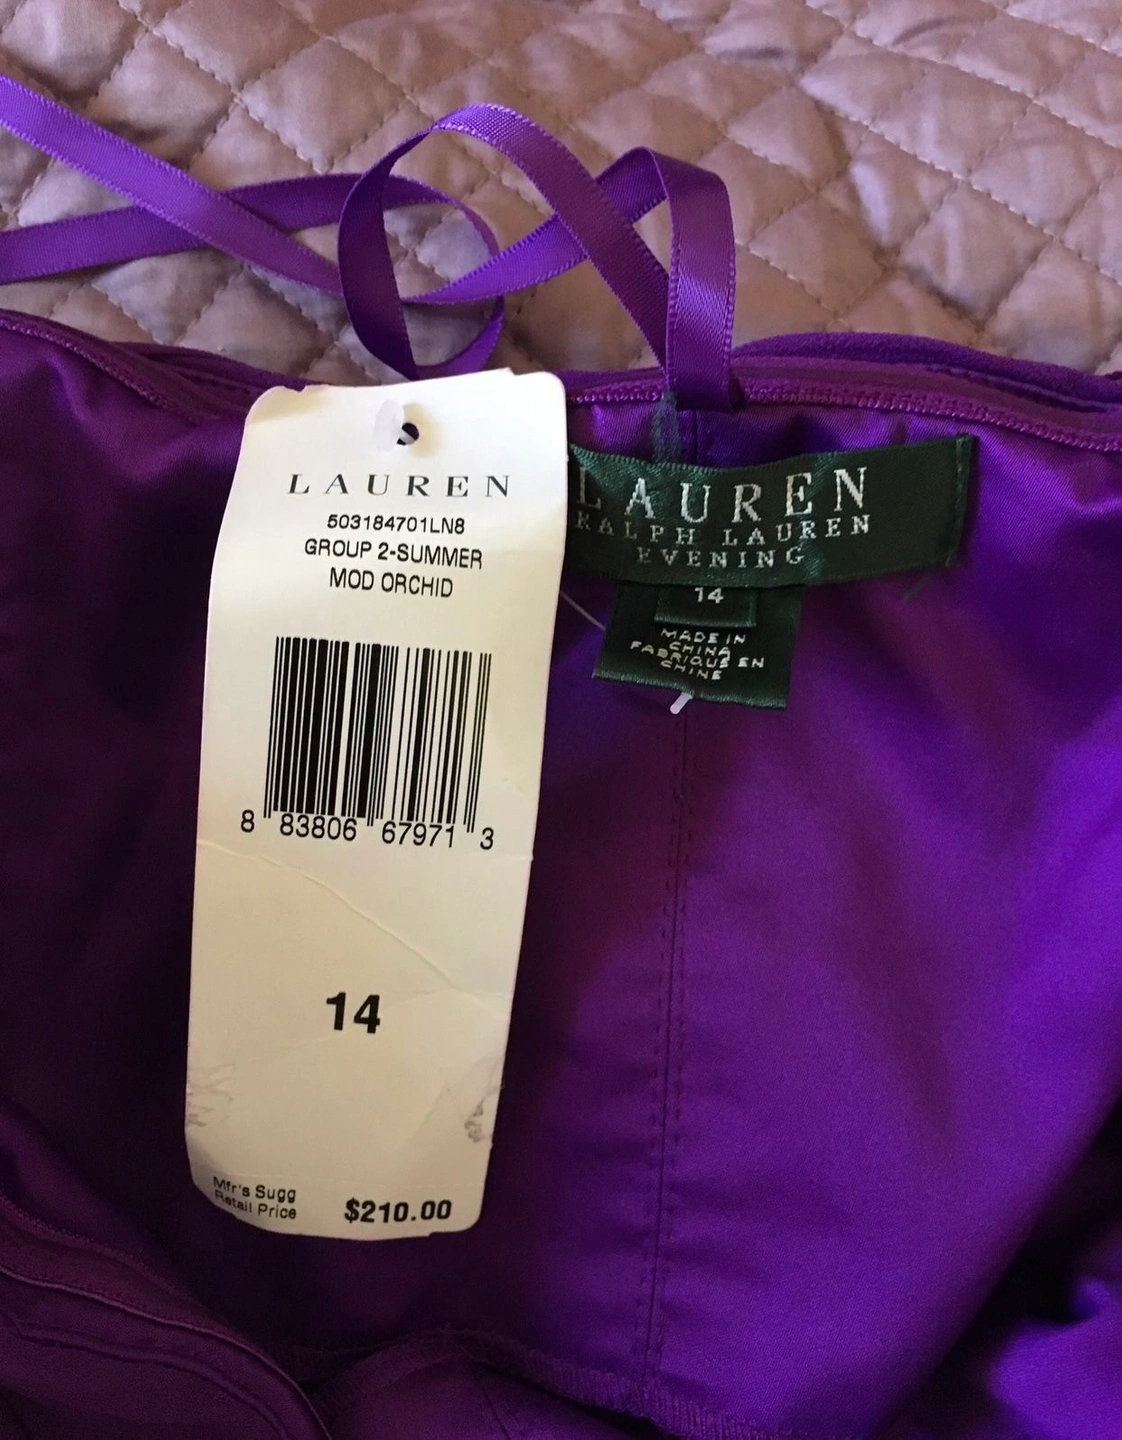 LAUREN
503184701LN8
GROUP 2-SUMMER
MOD ORCHID
8 83806 67971 3
14
Mfr's Sugg
Retail Price $210.00
LAUREN
RALPH LAUREN
EVENING
14
MADE IN
CHINA
FABRIQUÉ EN
CHINE